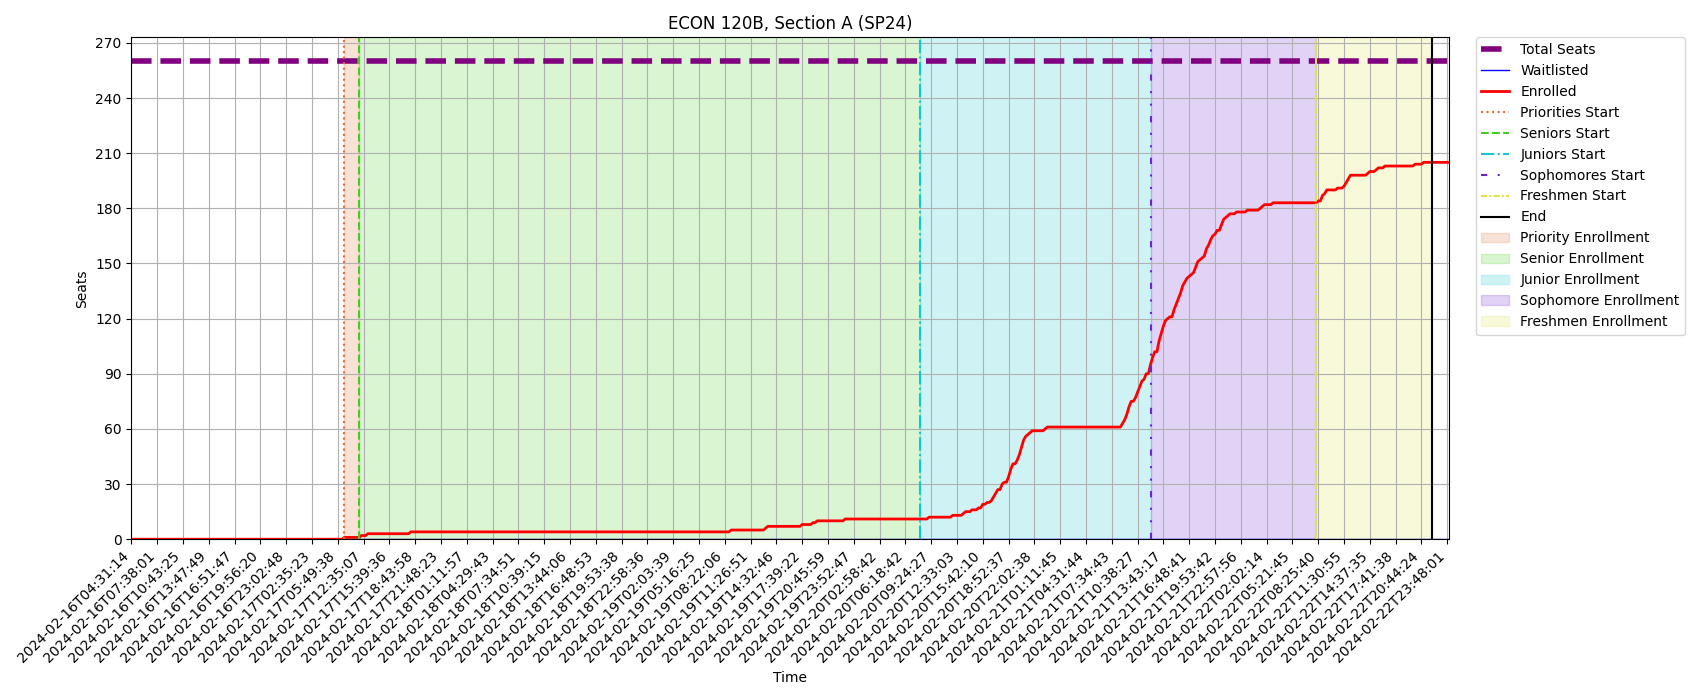 ECON 120B, Section A (SP24)
270
240
210
180
150
120
90
60
30
0
Seats
2024-02-16T04:31:14
2024-02-16T07:38:01
2024-02-16T10:43:25
2024-02-16T13:47:49
2024-02-16T16:51:47
2024-02-16T19:56:20
2024-02-16T23:02:48
2024-02-17T02:35:23
2024-02-17T05:49:38
2024-02-17T12:35:07
2024-02-17T15:39:36
2024-02-17T18:43:58
2024-02-17T21:48:23
2024-02-18T01:11:57
2024-02-18T04:29:43
2024-02-18T07:34:51
2024-02-18T10:39:15
2024-02-18T13:44:06
2024-02-18T16:48:53
2024-02-18T19:53:38
2024-02-18T22:58:36
2024-02-19T02:03:39
2024-02-19T05:16:25
2024-02-19T08:22:06
2024-02-19T11:26:51
2024-02-19T14:32:46
2024-02-19T17:39:22
2024-02-19T20:45:59
2024-02-19T23:52:47
2024-02-20T02:58:42
2024-02-20T06:18:42
2024-02-20T09:24:27
2024-02-20T12:33:03
2024-02-20T15:42:10
2024-02-20T18:52:37
2024-02-20T22:02:38
2024-02-21T01:11:45
2024-02-21T04:31:44
2024-02-21T07:34:43
2024-02-21T10:38:27
2024-02-21T13:43:17
2024-02-21T16:48:41
2024-02-21T19:53:42
2024-02-21T22:57:56
2024-02-22T02:02:14
2024-02-22T05:21:45
2024-02-22T08:25:40
2024-02-22T11:30:55
2024-02-22T14:37:35
2024-02-22T17:41:38
2024-02-22T20:44:24
2024-02-22T23:48:01
Time
Total Seats
Waitlisted
Enrolled
Priorities Start
Seniors Start
Juniors Start
Sophomores Start
Freshmen Start
End
Priority Enrollment
Senior Enrollment
Junior Enrollment
Sophomore Enrollment
Freshmen Enrollment